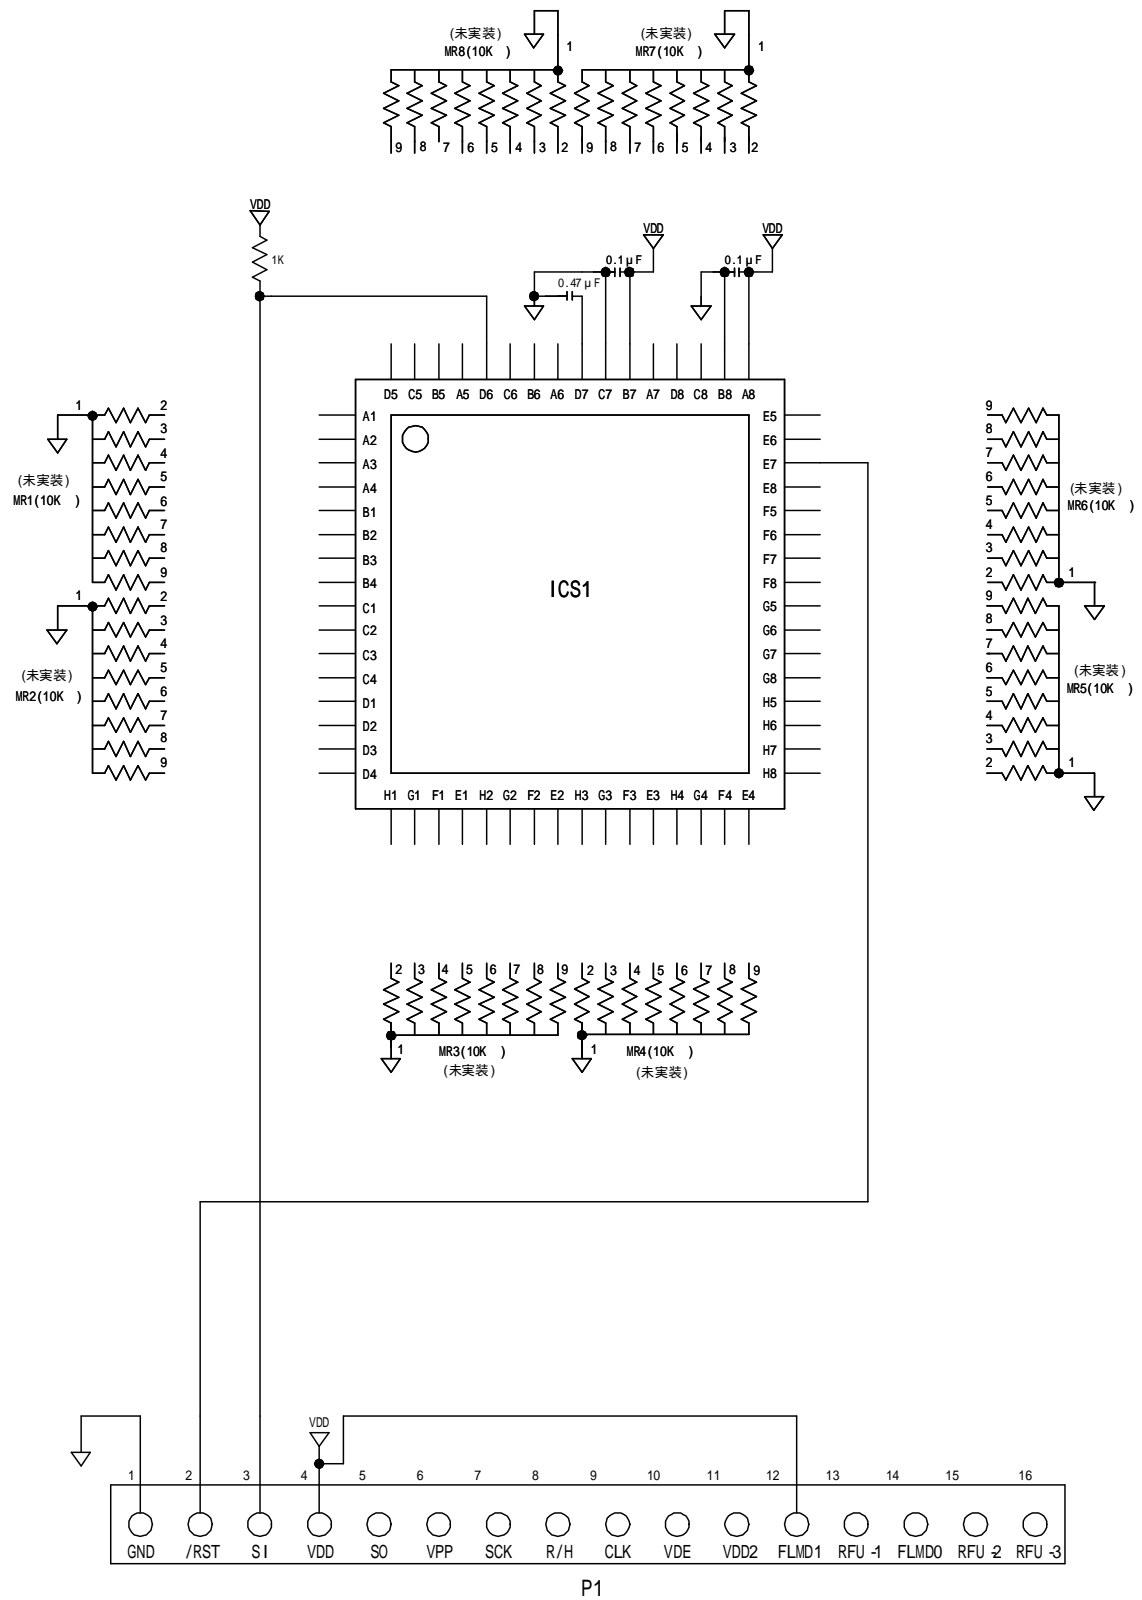 (未実装)
MR8(10K )
1
(未実装)
MR7(10K )
1
9 8 7 6 5 4 3 2 9 8 7 6 5 4 3 2
VDD
1K
VDD
0.1μF
0.47μF
VDD
0.1μF
D5 C5 B5 A5 D6 C6 B6 A6 D7 C7 B7 A7 D8 C8 B8 A8
A1
A2
A3
A4
B1
B2
B3
B4
C1
C2
C3
C4
D1
D2
D3
D4
ICS1
E5
E6
E7
E8
F5
F6
F7
F8
G5
G6
G7
G8
H5
H6
H7
H8
H1 G1 F1 E1 H2 G2 F2 E2 H3 G3 F3 E3 H4 G4 F4 E4
1
2
3
4
5
6
7
8
9
(未実装)
MR1(10K )
1
2
3
4
5
6
7
8
9
(未実装)
MR2(10K )
9
8
7
6
5
4
3
2
1
(未実装)
MR6(10K )
9
8
7
6
5
4
3
2
1
(未実装)
MR5(10K )
2 3 4 5 6 7 8 9 2 3 4 5 6 7 8 9
1
MR3(10K )
(未実装)
1
MR4(10K )
(未実装)
VDD
1 2 3 4 5 6 7 8 9 10 11 12 13 14 15 16
GND /RST SI VDD SO VPP SCK R/H CLK VDE VDD2 FLMD1 RFU-1 FLMD0 RFU-2 RFU-3
P1